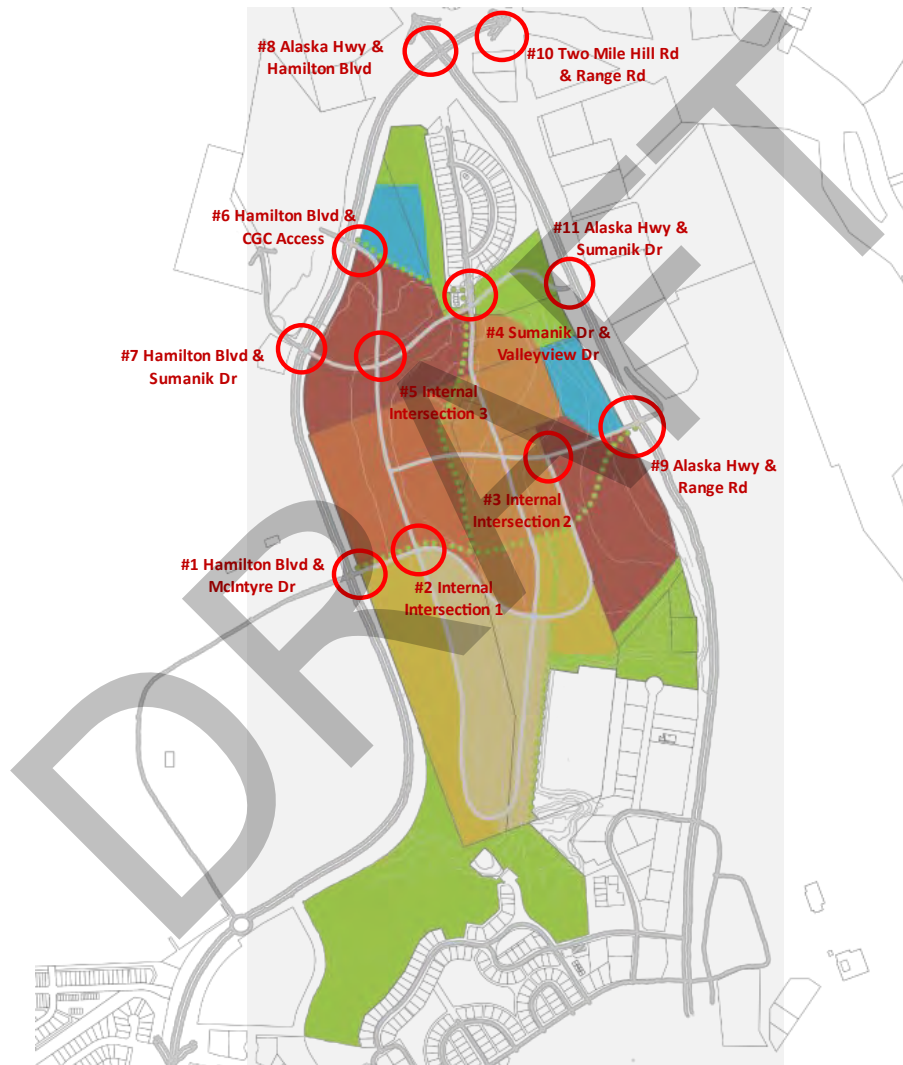 #8 Alaska Hwy &
Hamilton Blvd
#10 Two Mile Hill Rd
& Range Rd
#6 Hamilton Blvd &
CGC Access
#11 Alaska Hwy &
Sumanik Dr
#7 Hamilton Blvd &
Sumanik Dr
#4 Sumanik Dr &
Valleyview Dr
#5 Internal
Intersection 3
#9 Alaska Hwy &
Range Rd
#3 Internal
Intersection 2
#1 Hamilton Blvd &
McIntyre Dr
#2 Internal
Intersection 1
DRAFT